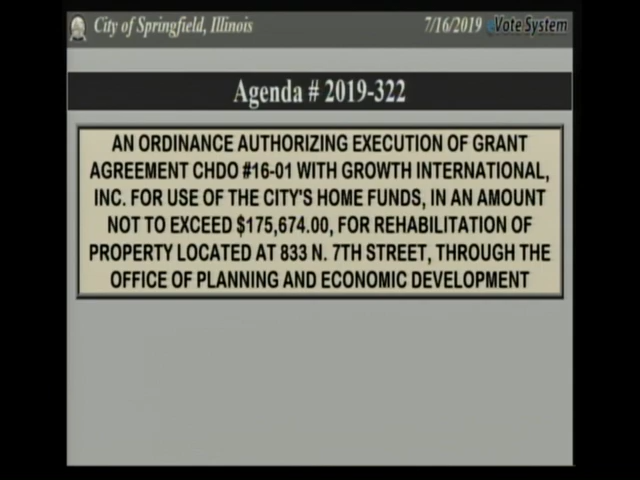 City of Springfield, Illinois 7/16/2019 eVote System
Agenda # 2019-322
AN ORDINANCE AUTHORIZING EXECUTION OF GRANT
AGREEMENT CHDO #16-01 WITH GROWTH INTERNATIONAL,
INC. FOR USE OF THE CITY'S HOME FUNDS, IN AN AMOUNT
NOT TO EXCEED $175,674.00, FOR REHABILITATION OF
PROPERTY LOCATED AT 833 N. 7TH STREET, THROUGH THE
OFFICE OF PLANNING AND ECONOMIC DEVELOPMENT